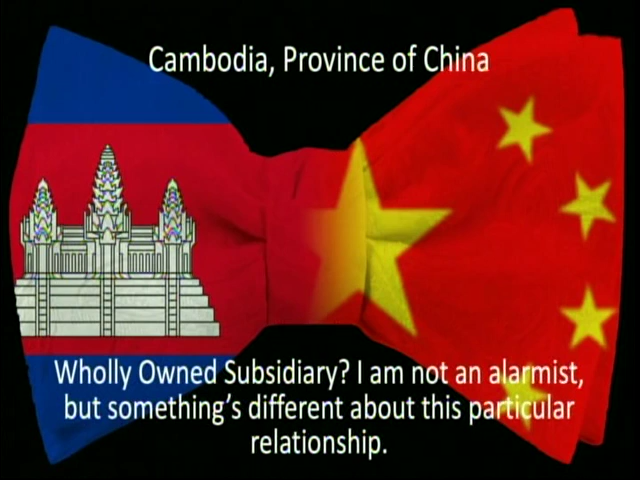 Cambodia, Province of China
Wholly Owned Subsidiary? I am not an alarmist,
but something's different about this particular
relationship.